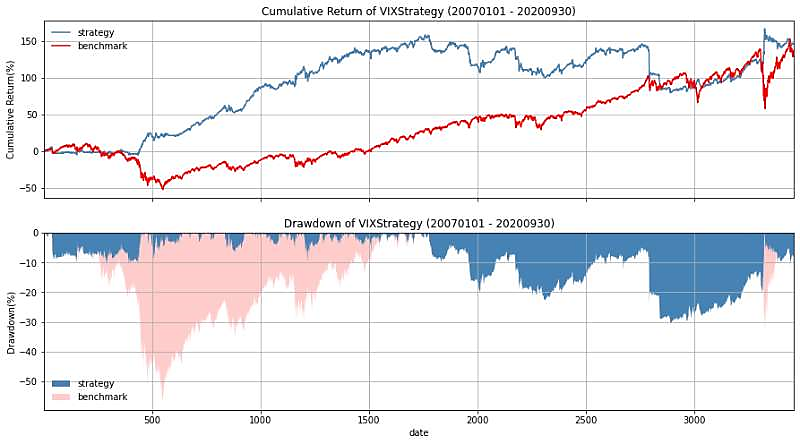 Cumulative Return of VIXStrategy (20070101 - 20200930)
strategy
benchmark
Cumulative Return(%)
150
100
50
0
−50
Drawdown of VIXStrategy (20070101 - 20200930)
0
−10
−20
−30
−40
−50
Drawdown(%)
strategy
benchmark
500
1000
1500
2000
2500
3000
date